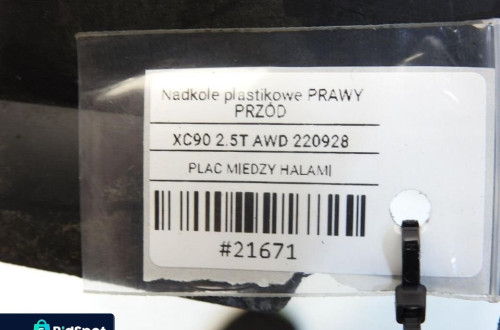 Nadkole plastikowe PRAWY
PRZÓD
XC90 2.5T AWD 220928
PLAC MIEDZY HALAMI
#21671